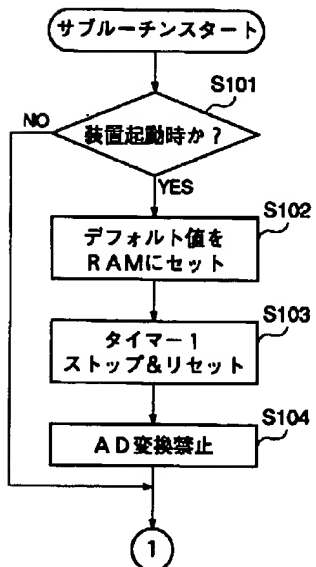 サブルーチンスタート
S101
NO
装置起動時か?
YES
S102
デフォルト値を
RAMにセット
S103
タイマー1
ストップ&リセット
S104
AD変換禁止
1